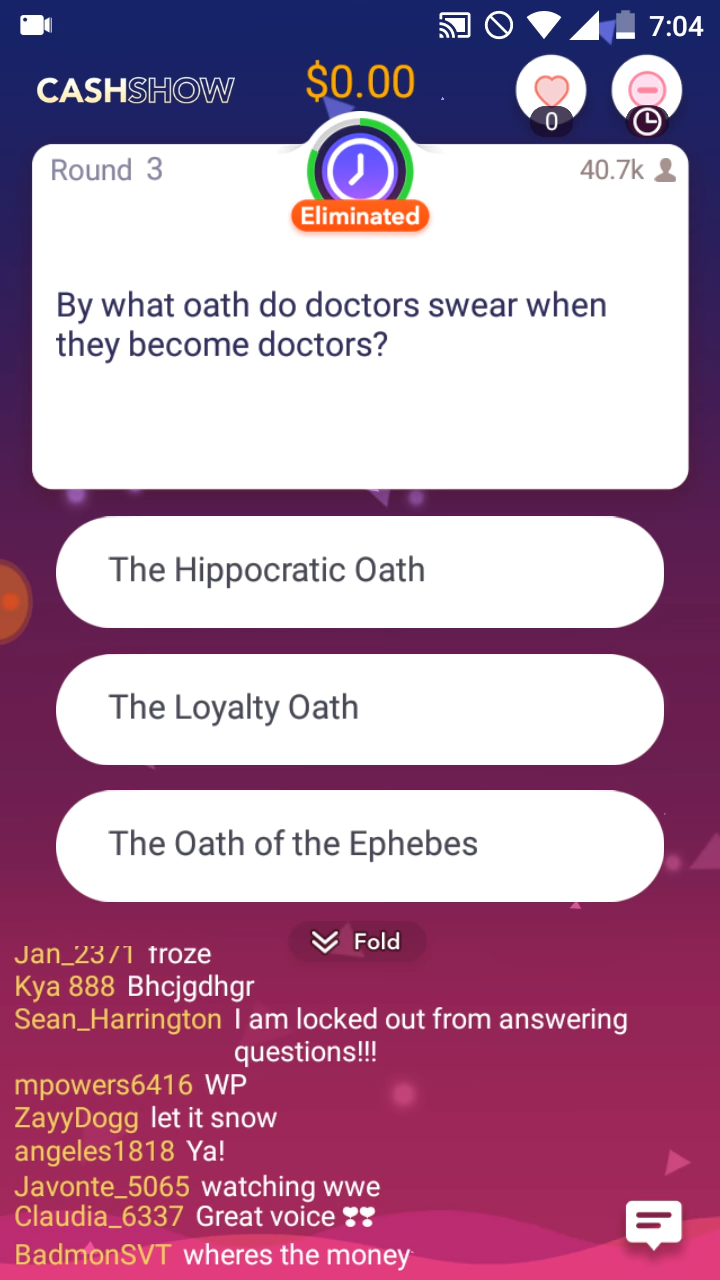 7:04
CASHSHOW
$0.00
0
Round 3
40.7k
Eliminated
By what oath do doctors swear when
they become doctors?
The Hippocratic Oath
The Loyalty Oath
The Oath of the Ephebes
Fold
Jan_2371 froze
Kya 888 Bhcjgdhgr
Sean_Harrington I am locked out from answering
questions!!!
mpowers6416 WP
ZayyDogg let it snow
angeles1818 Ya!
Javonte_5065 watching wwe
Claudia_6337 Great voice ❣❣
BadmonSVT wheres the money